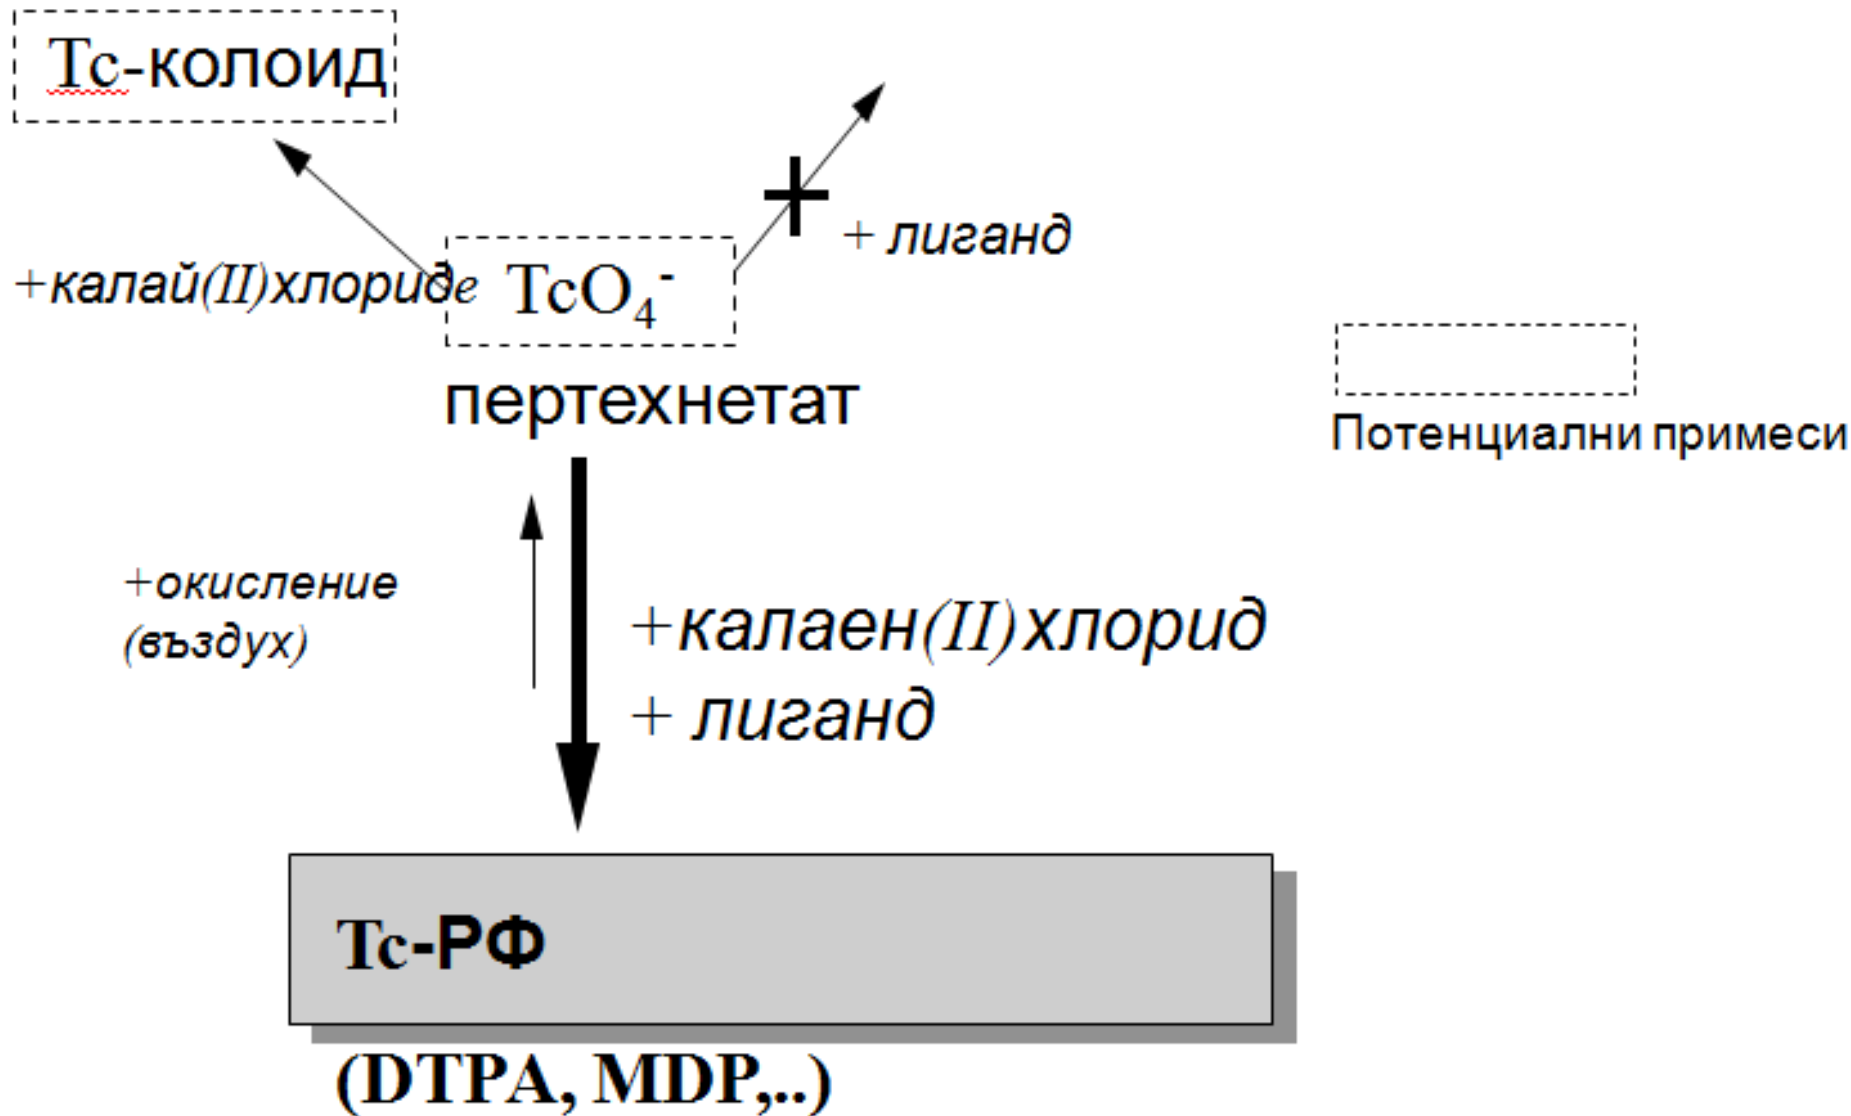 Tc-колоид
+ лиганд
+калай(II)хлоридe
TcO₄⁻
пертехнетат
Потенциални примеси
+окисление
(въздух)
+калаен(II)хлорид
+ лиганд
Tc-РФ
(DTPA, MDP,..)